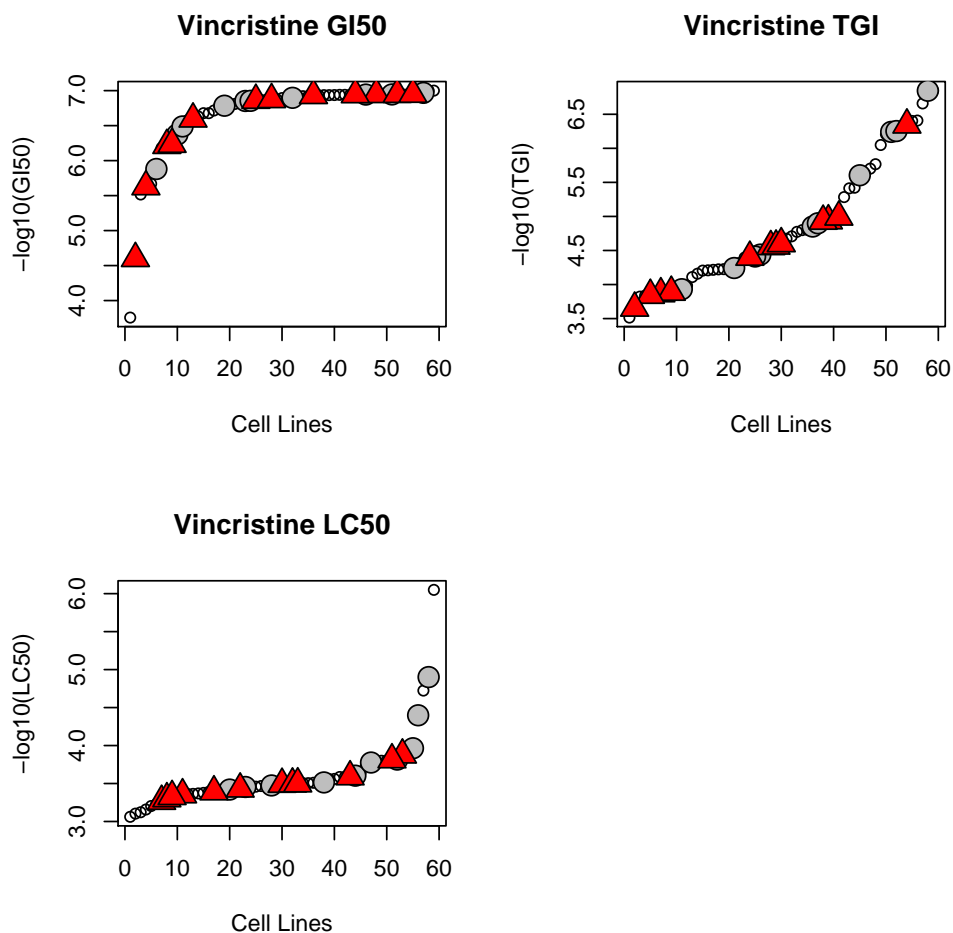 Vincristine GI50
−log10(GI50)
7.0
6.0
5.0
4.0
0 10 20 30 40 50 60
Cell Lines
Vincristine TGI
−log10(TGI)
6.5
5.5
4.5
3.5
0 10 20 30 40 50 60
Cell Lines
Vincristine LC50
−log10(LC50)
6.0
5.0
4.0
3.0
0 10 20 30 40 50 60
Cell Lines